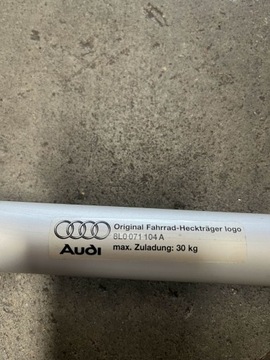 Original Fahrrad-Heckträger logo
8L0 071 104 A
Audi
max. Zuladung: 30 kg